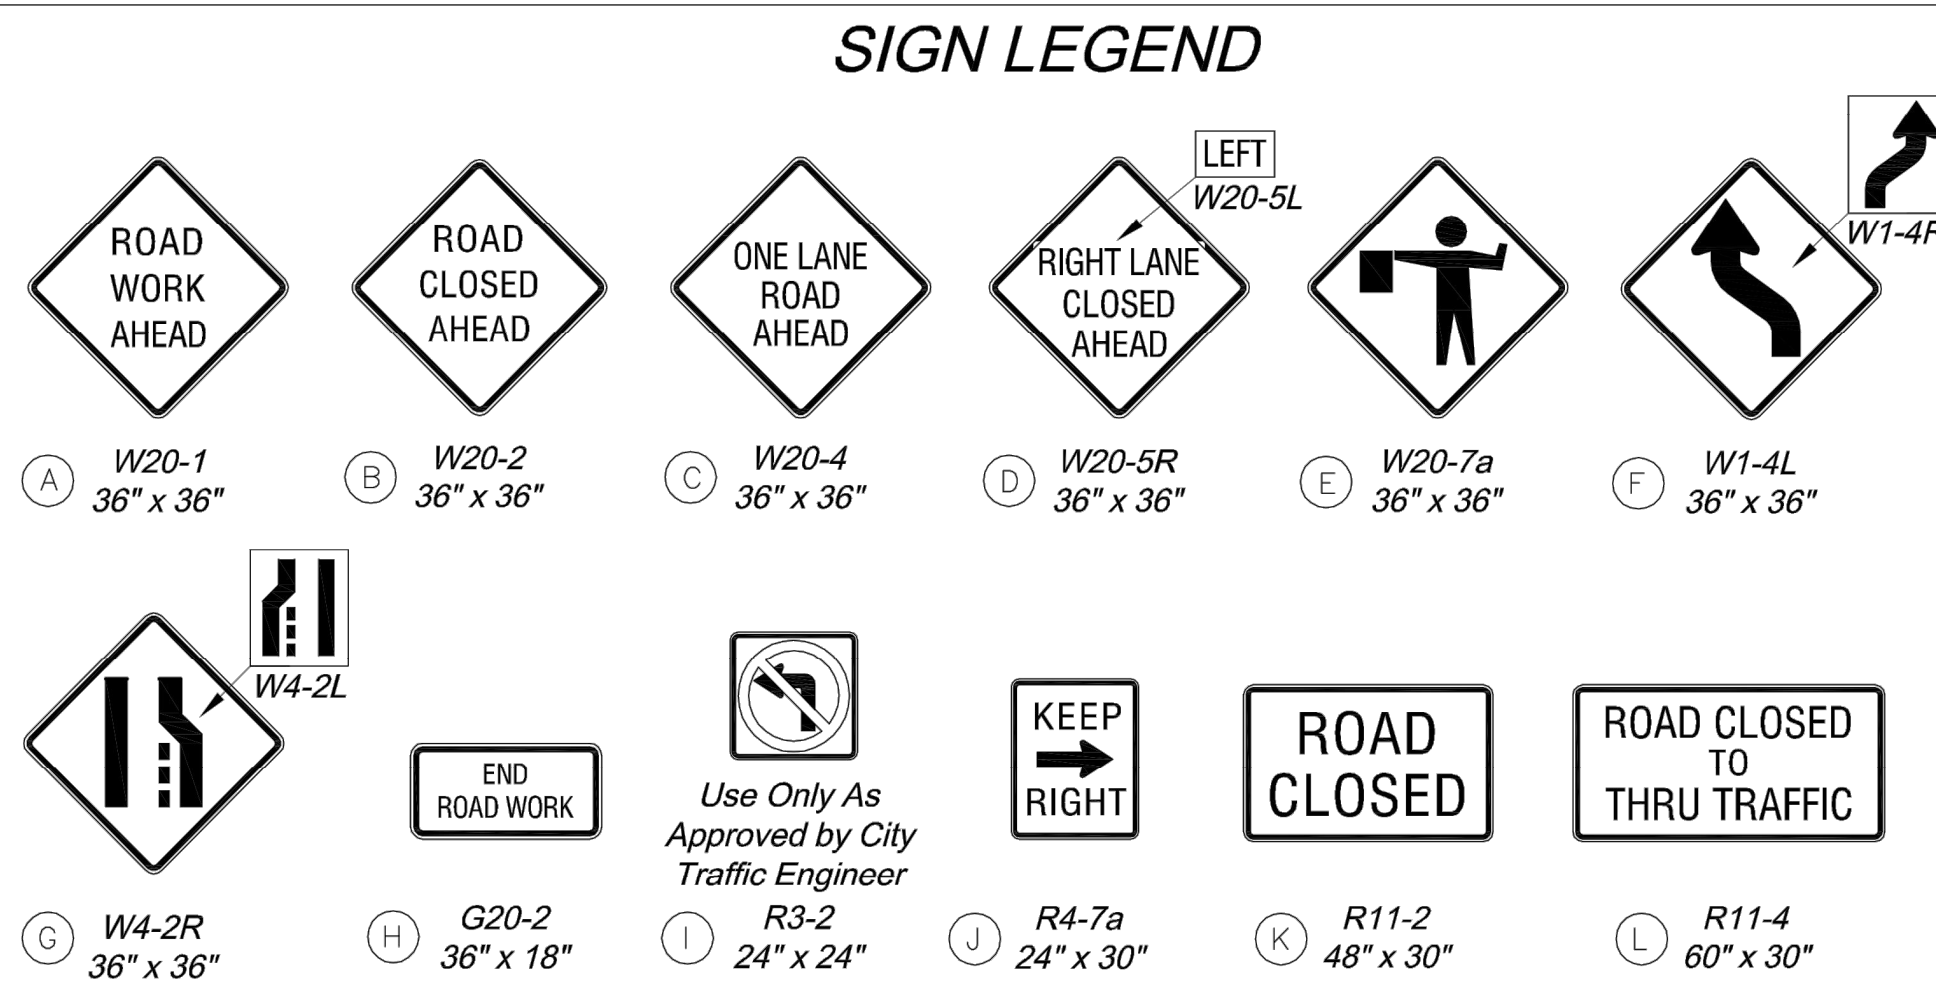 SIGN LEGEND
ROAD
WORK
AHEAD
A
W20-1
36" x 36"
ROAD
CLOSED
AHEAD
B
W20-2
36" x 36"
ONE LANE
ROAD
AHEAD
C
W20-4
36" x 36"
LEFT
W20-5L
RIGHT LANE
CLOSED
AHEAD
D
W20-5R
36" x 36"
E
W20-7a
36" x 36"
W1-4R
F
W1-4L
36" x 36"
W4-2L
G
W4-2R
36" x 36"
END
ROAD WORK
H
G20-2
36" x 18"
Use Only As
Approved by City
Traffic Engineer
I
R3-2
24" x 24"
KEEP
RIGHT
J
R4-7a
24" x 30"
ROAD
CLOSED
K
R11-2
48" x 30"
ROAD CLOSED
TO
THRU TRAFFIC
L
R11-4
60" x 30"